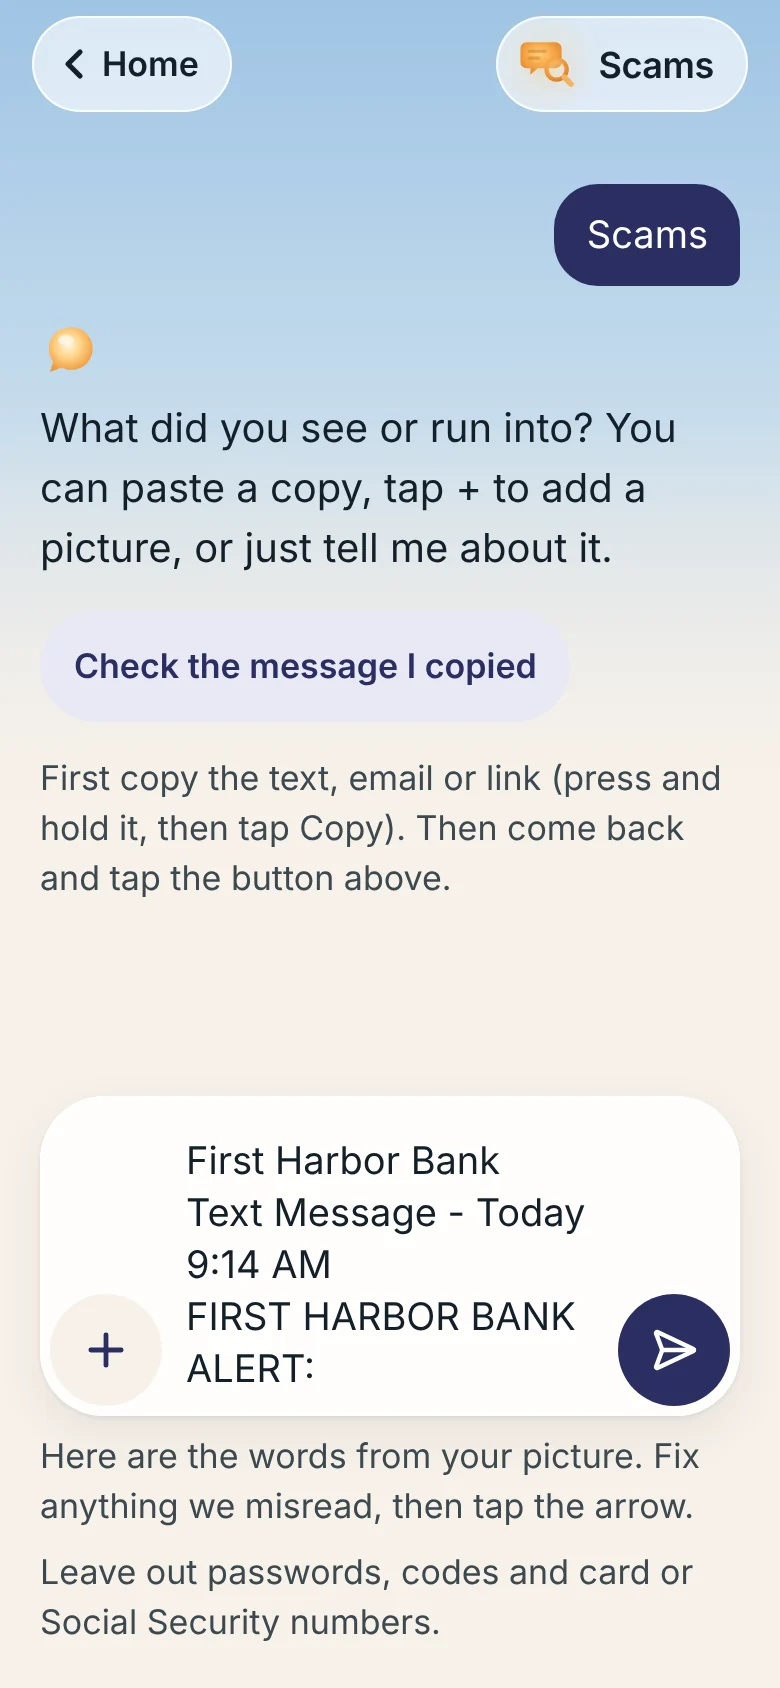 Home
Scams
Scams
What did you see or run into? You
can paste a copy, tap + to add a
picture, or just tell me about it.
Check the message I copied
First copy the text, email or link (press and
hold it, then tap Copy). Then come back
and tap the button above.
First Harbor Bank
Text Message - Today
9:14 AM
FIRST HARBOR BANK
ALERT:
Here are the words from your picture. Fix
anything we misread, then tap the arrow.
Leave out passwords, codes and card or
Social Security numbers.